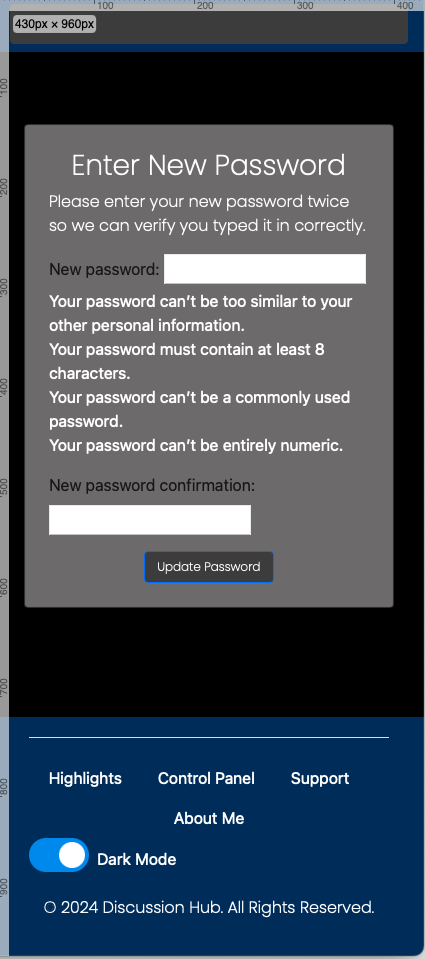 100 200 300 400
430px × 960px
100
200
300
400
500
600
700
800
900
Enter New Password
Please enter your new password twice
so we can verify you typed it in correctly.
New password:
Your password can’t be too similar to your
other personal information.
Your password must contain at least 8
characters.
Your password can’t be a commonly used
password.
Your password can’t be entirely numeric.
New password confirmation:
Update Password
Highlights Control Panel Support
About Me
Dark Mode
© 2024 Discussion Hub. All Rights Reserved.